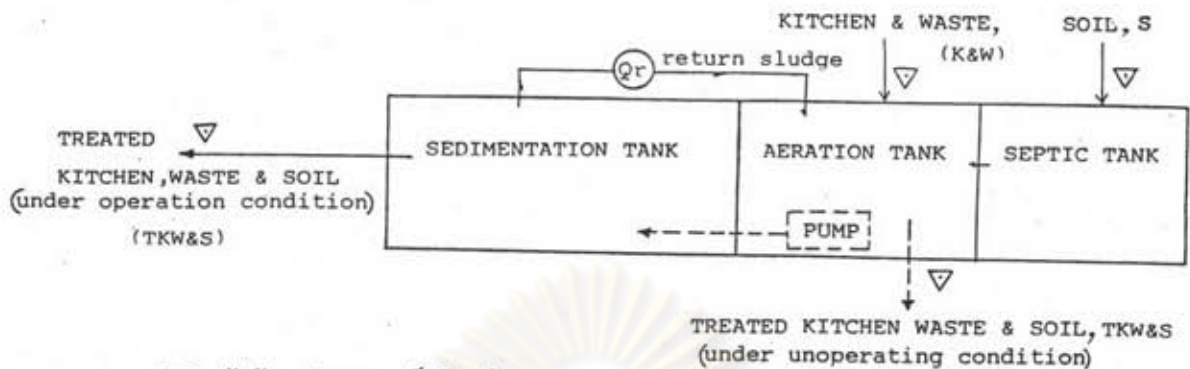 KITCHEN & WASTE,
(K&W)
SOIL, S
Qr return sludge
TREATED
KITCHEN,WASTE & SOIL
(under operation condition)
(TKW&S)
SEDIMENTATION TANK
AERATION TANK
SEPTIC TANK
PUMP
TREATED KITCHEN WASTE & SOIL, TKW&S
(under unoperating condition)